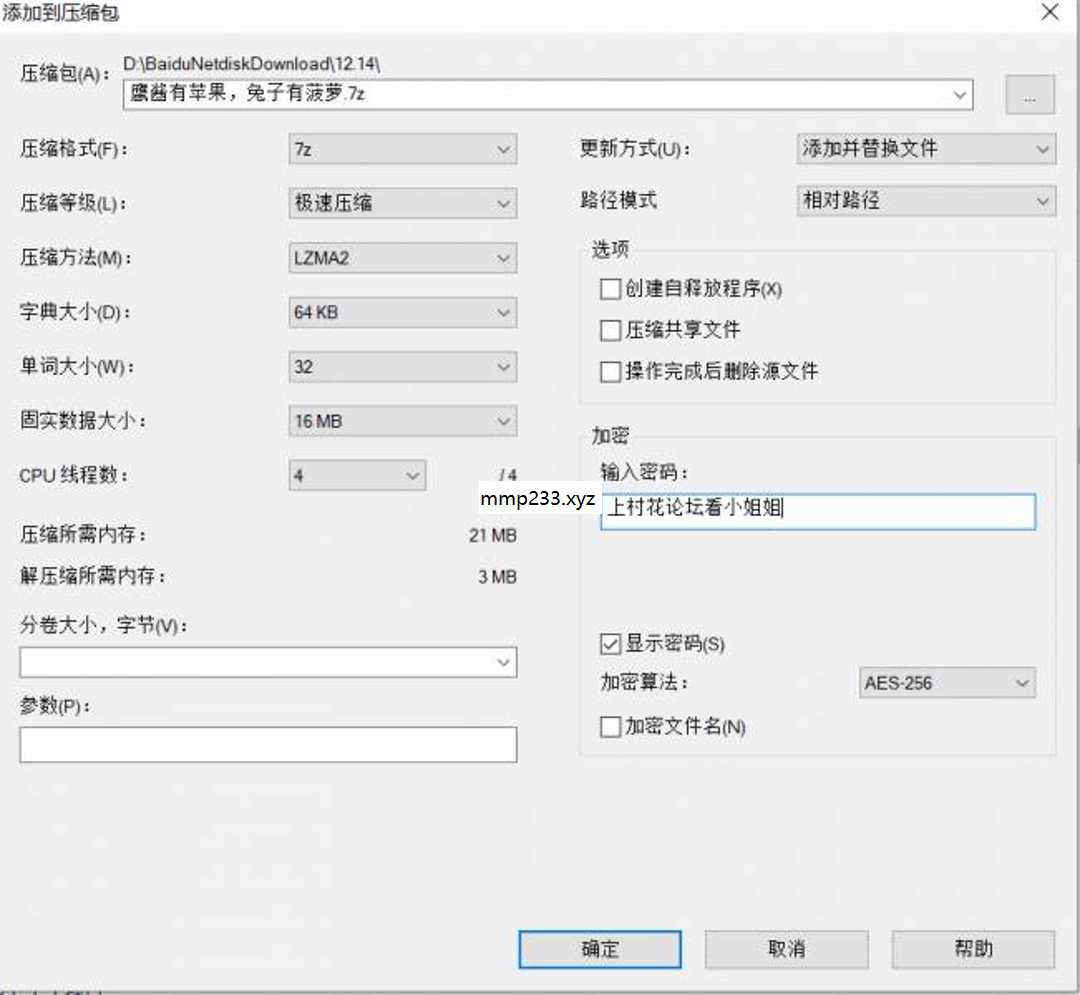 添加到压缩包
压缩包(A)： D:\BaiduNetdiskDownload\12.14\
鹰酱有苹果，兔子有菠萝.7z
...
压缩格式(F)： 7z
压缩等级(L)： 极速压缩
压缩方法(M)： LZMA2
字典大小(D)： 64 KB
单词大小(W)： 32
固实数据大小： 16 MB
CPU 线程数： 4 / 4
压缩所需内存： 21 MB
解压缩所需内存： 3 MB
分卷大小，字节(V)：
参数(P)：
更新方式(U)： 添加并替换文件
路径模式 相对路径
选项
创建自释放程序(X)
压缩共享文件
操作完成后删除源文件
加密
输入密码：
mmp233.xyz
上村花论坛看小姐姐
显示密码(S)
加密算法： AES-256
加密文件名(N)
确定 取消 帮助